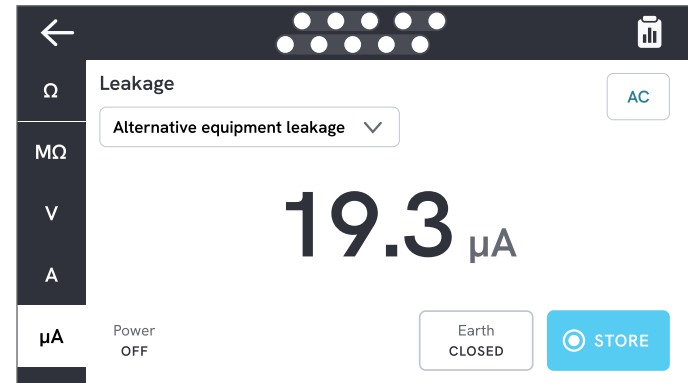 Ω
MΩ
V
A
µA
Leakage
AC
Alternative equipment leakage
19.3 µA
Power
OFF
Earth
CLOSED
STORE